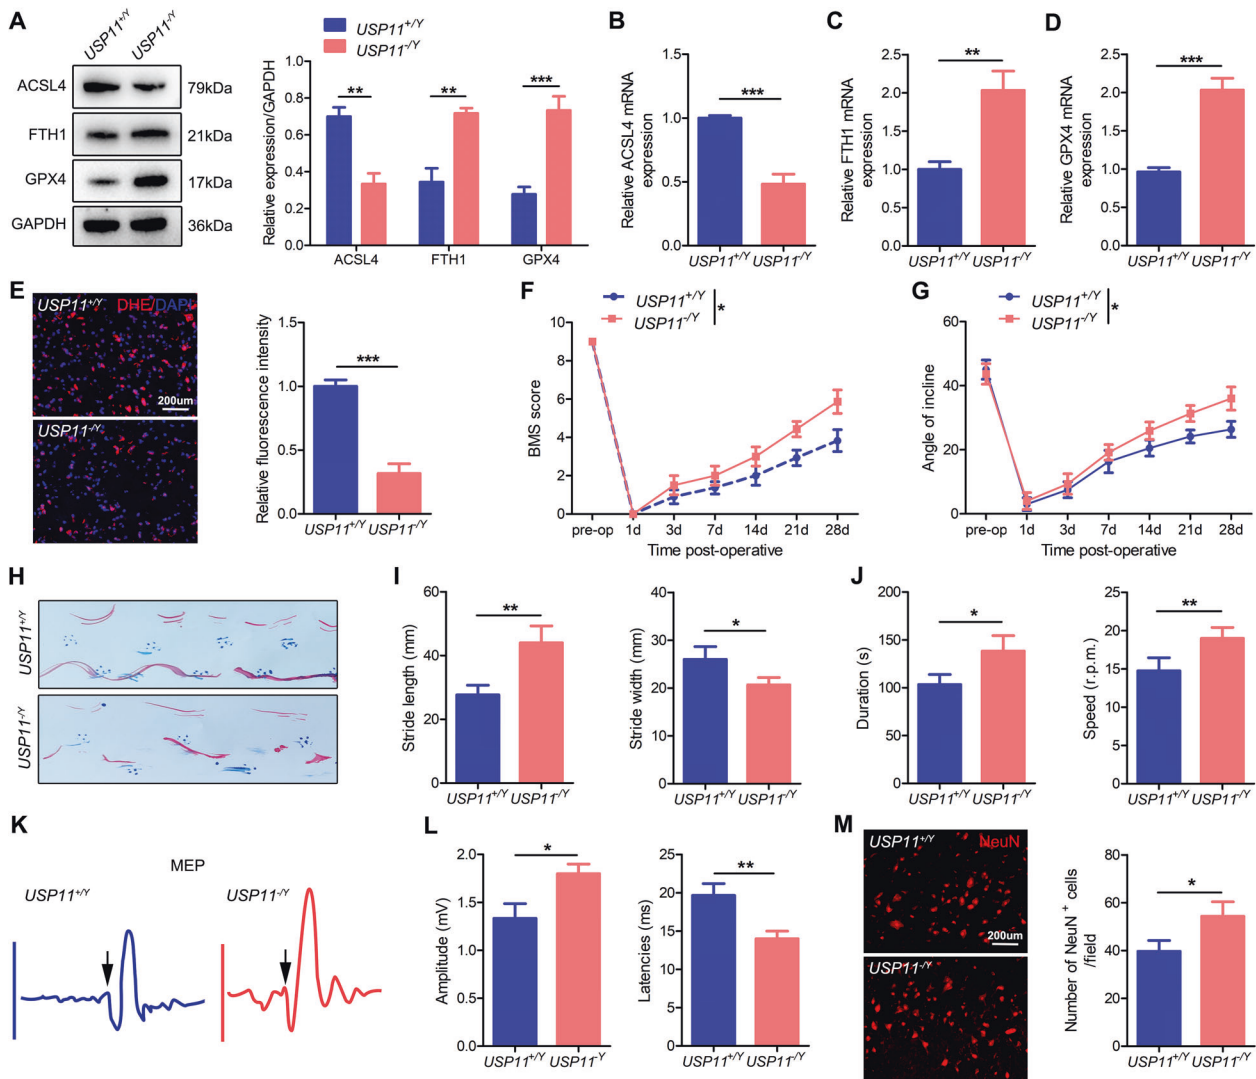 A
USP11+/Y
USP11-/Y
ACSL4
79kDa
FTH1
21kDa
GPX4
17kDa
GAPDH
36kDa
USP11+/Y
USP11-/Y
Relative expression/GAPDH
1.0
0.8
0.6
0.4
0.2
0.0
**
**
***
ACSL4
FTH1
GPX4
B
Relative ACSL4 mRNA
expression
1.5
1.0
0.5
0.0
***
USP11+/Y
USP11-/Y
C
Relative FTH1 mRNA
expression
2.5
2.0
1.5
1.0
0.5
0.0
**
USP11+/Y
USP11-/Y
D
Relative GPX4 mRNA
expression
2.5
2.0
1.5
1.0
0.5
0.0
***
USP11+/Y
USP11-/Y
E
USP11+/Y
DHE/DAPI
200um
USP11-/Y
Relative fluorescence intensity
1.5
1.0
0.5
0.0
***
USP11+/Y
USP11-/Y
F
USP11+/Y
USP11-/Y
*
BMS score
10
8
6
4
2
0
pre-op
1d
3d
7d
14d
21d
28d
Time post-operative
G
USP11+/Y
USP11-/Y
*
Angle of incline
60
40
20
0
pre-op
1d
3d
7d
14d
21d
28d
Time post-operative
H
USP11+/Y
USP11-/Y
I
Stride length (mm)
60
40
20
0
**
USP11+/Y
USP11-/Y
Stride width (mm)
40
30
20
10
0
*
USP11+/Y
USP11-/Y
J
Duration (s)
200
150
100
50
0
*
USP11+/Y
USP11-/Y
Speed (r.p.m.)
25
20
15
10
5
0
**
USP11+/Y
USP11-/Y
K
MEP
USP11+/Y
USP11-/Y
L
Amplitude (mV)
2.0
1.5
1.0
0.5
0.0
*
USP11+/Y
USP11-Y
Latencies (ms)
25
20
15
10
5
0
**
USP11+/Y
USP11-/Y
M
USP11+/Y
NeuN
200um
USP11-/Y
Number of NeuN + cells
/field
80
60
40
20
0
*
USP11+/Y
USP11-/Y